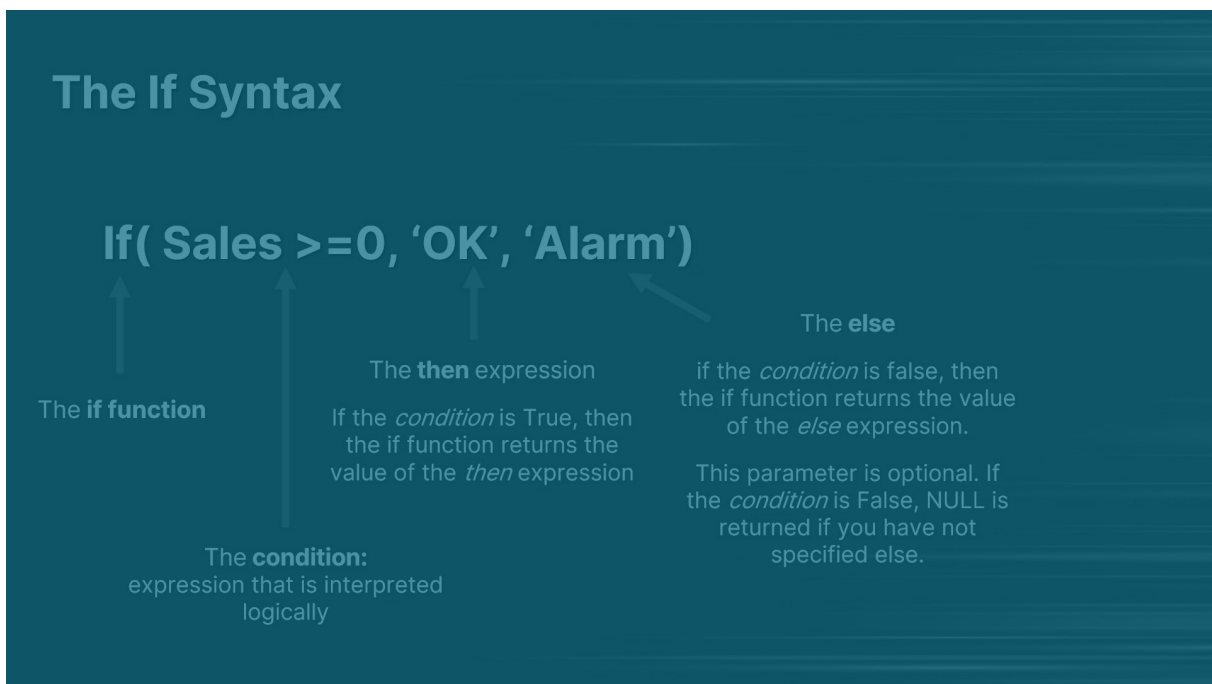 The If Syntax
If( Sales >=0, ‘OK’, ‘Alarm’)
The if function
The condition:
expression that is interpreted
logically
The then expression
If the condition is True, then
the if function returns the
value of the then expression
The else
if the condition is false, then
the if function returns the value
of the else expression.
This parameter is optional. If
the condition is False, NULL is
returned if you have not
specified else.